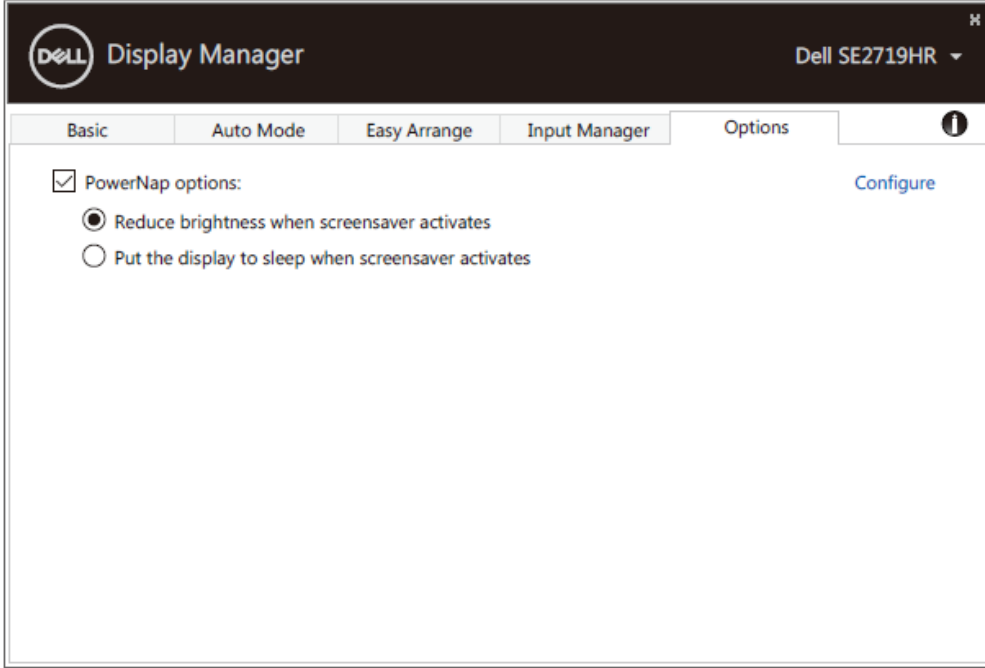 DELL Display Manager
Dell SE2719HR
Basic Auto Mode Easy Arrange Input Manager Options
PowerNap options: Configure
Reduce brightness when screensaver activates
Put the display to sleep when screensaver activates